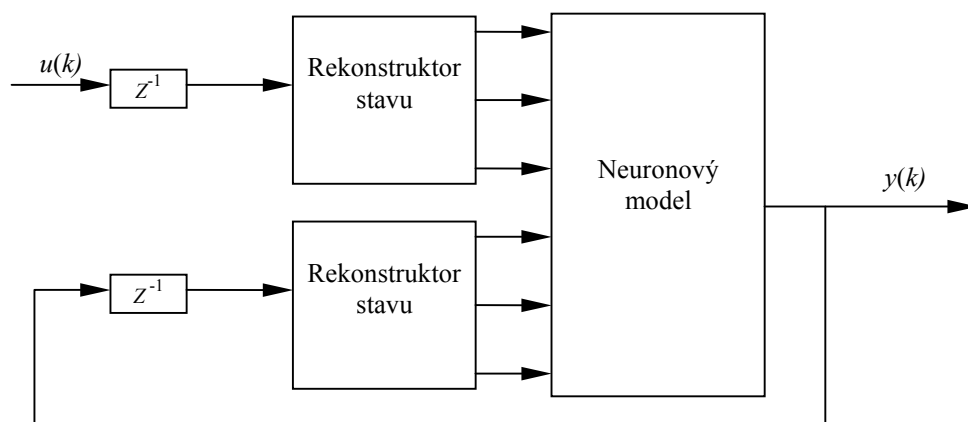 u(k)
Z⁻¹
Rekonstruktor
stavu
Neuronový
model
y(k)
Z⁻¹
Rekonstruktor
stavu